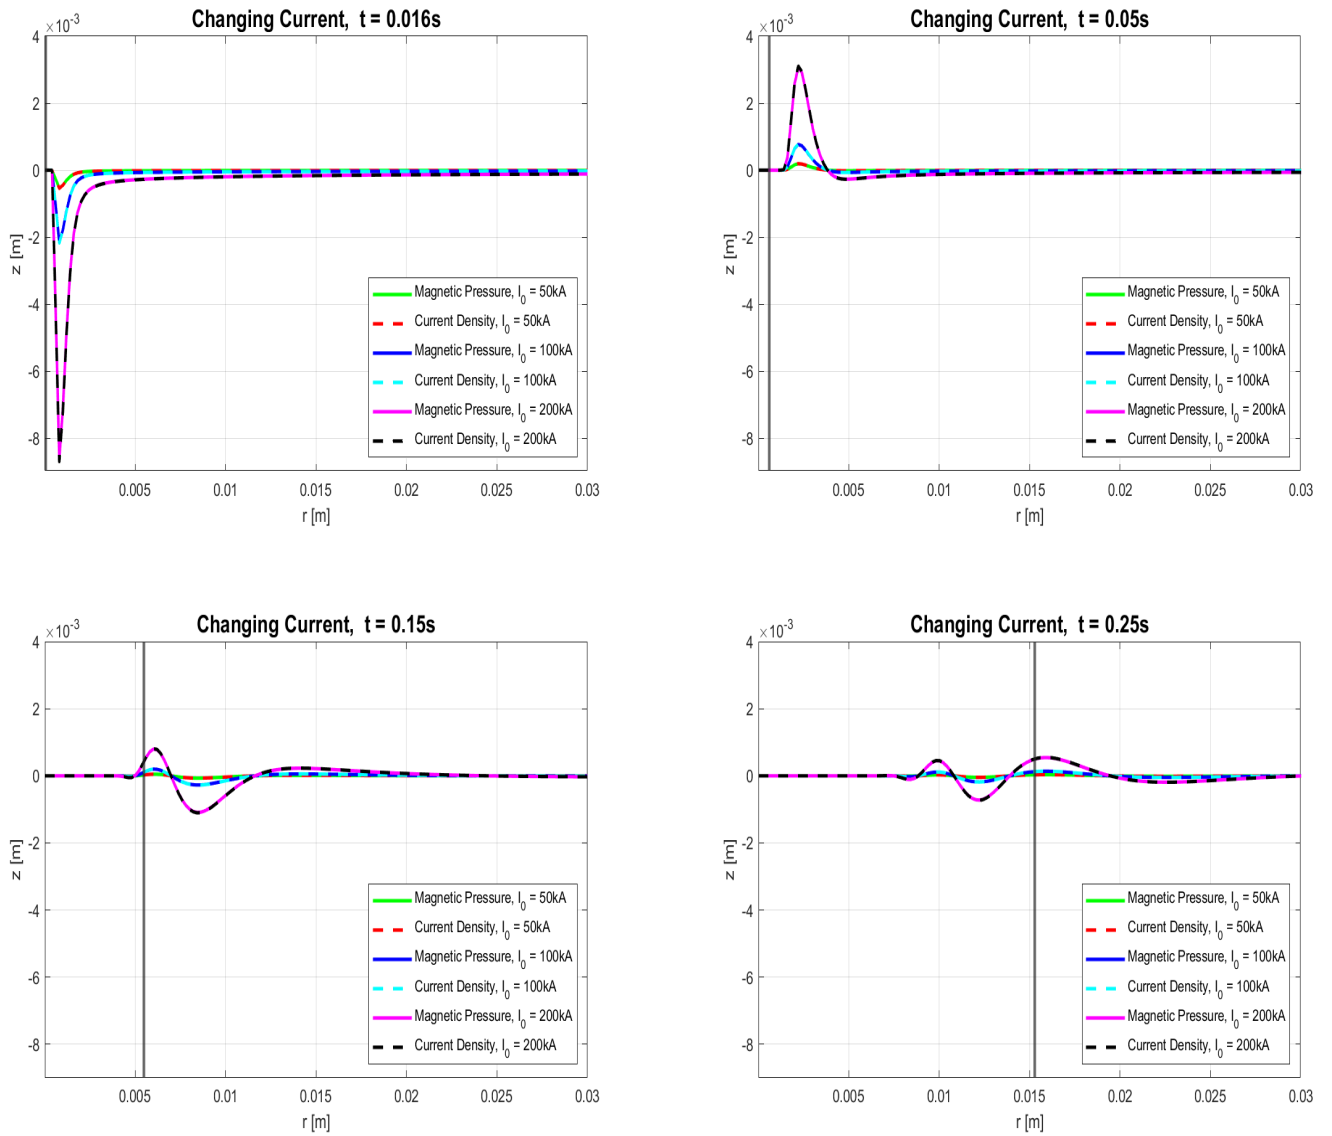 Changing Current, t = 0.016s
×10⁻³
4
2
0
-2
-4
-6
-8
z [m]
0.005 0.01 0.015 0.02 0.025 0.03
r [m]
Magnetic Pressure, I₀ = 50kA
Current Density, I₀ = 50kA
Magnetic Pressure, I₀ = 100kA
Current Density, I₀ = 100kA
Magnetic Pressure, I₀ = 200kA
Current Density, I₀ = 200kA
Changing Current, t = 0.05s
×10⁻³
4
2
0
-2
-4
-6
-8
z [m]
0.005 0.01 0.015 0.02 0.025 0.03
r [m]
Magnetic Pressure, I₀ = 50kA
Current Density, I₀ = 50kA
Magnetic Pressure, I₀ = 100kA
Current Density, I₀ = 100kA
Magnetic Pressure, I₀ = 200kA
Current Density, I₀ = 200kA
Changing Current, t = 0.15s
×10⁻³
4
2
0
-2
-4
-6
-8
z [m]
0.005 0.01 0.015 0.02 0.025 0.03
r [m]
Magnetic Pressure, I₀ = 50kA
Current Density, I₀ = 50kA
Magnetic Pressure, I₀ = 100kA
Current Density, I₀ = 100kA
Magnetic Pressure, I₀ = 200kA
Current Density, I₀ = 200kA
Changing Current, t = 0.25s
×10⁻³
4
2
0
-2
-4
-6
-8
z [m]
0.005 0.01 0.015 0.02 0.025 0.03
r [m]
Magnetic Pressure, I₀ = 50kA
Current Density, I₀ = 50kA
Magnetic Pressure, I₀ = 100kA
Current Density, I₀ = 100kA
Magnetic Pressure, I₀ = 200kA
Current Density, I₀ = 200kA